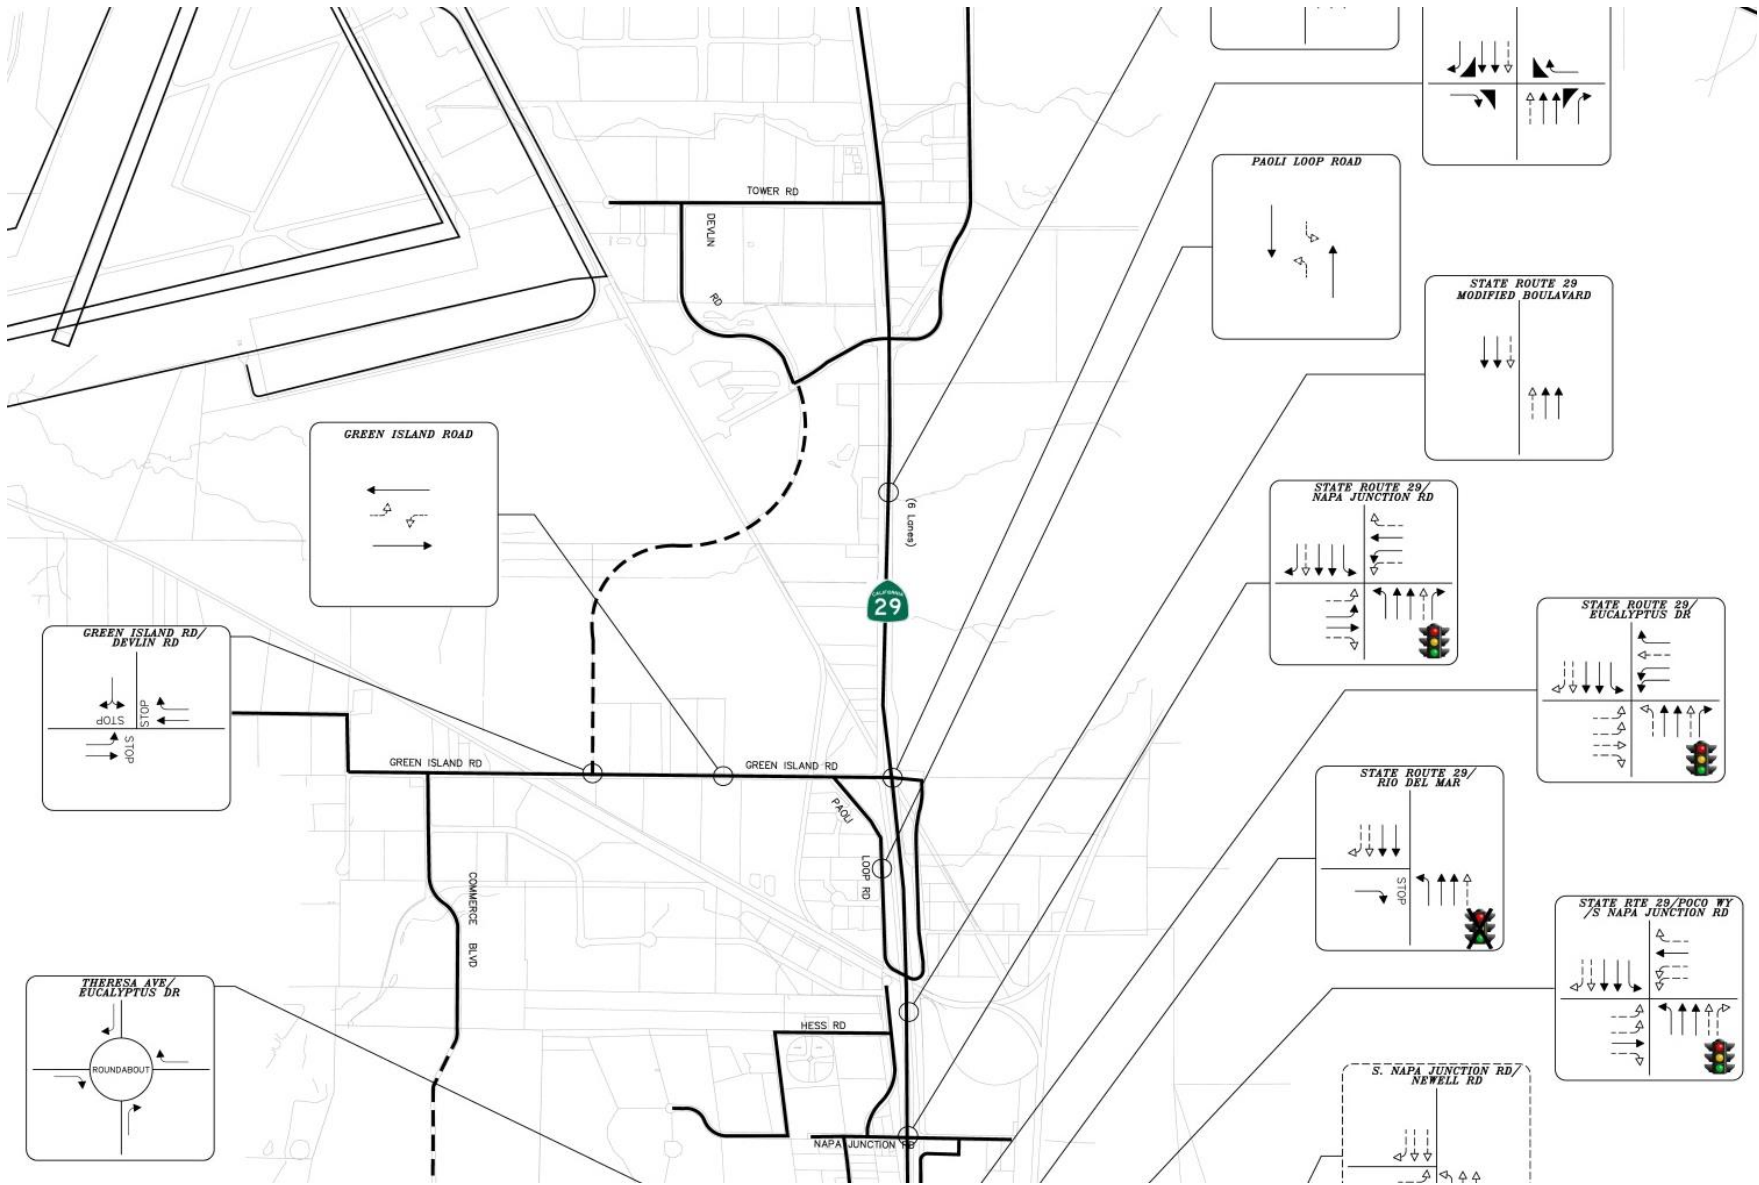 PAOLI LOOP ROAD
TOWER RD
DEVLIN
RD
STATE ROUTE 29
MODIFIED BOULAVARD
GREEN ISLAND ROAD
STATE ROUTE 29/
NAPA JUNCTION RD
(6 Lanes)
CALIFORNIA
29
STATE ROUTE 29/
EUCALYPTUS DR
GREEN ISLAND RD/
DEVLIN RD
STOP
STOP
STOP
GREEN ISLAND RD
GREEN ISLAND RD
STATE ROUTE 29/
RIO DEL MAR
STOP
PAOLI
LOOP RD
COMMERCE BLVD
STATE RTE 29/POCO WY
/S NAPA JUNCTION RD
THERESA AVE/
EUCALYPTUS DR
ROUNDABOUT
HESS RD
S. NAPA JUNCTION RD/
NEWELL RD
NAPA JUNCTION RD